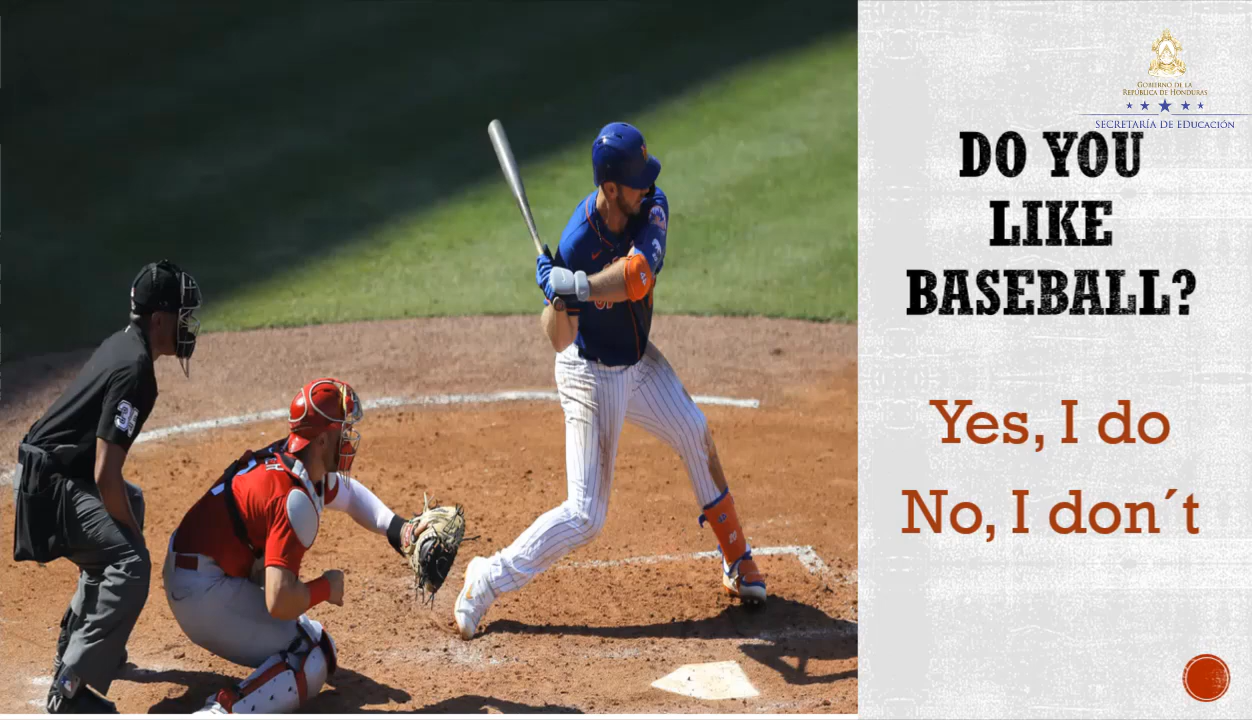 GOBIERNO DE LA
REPÚBLICA DE HONDURAS
SECRETARÍA DE EDUCACIÓN
DO YOU
LIKE
BASEBALL?
Yes, I do
No, I don´t